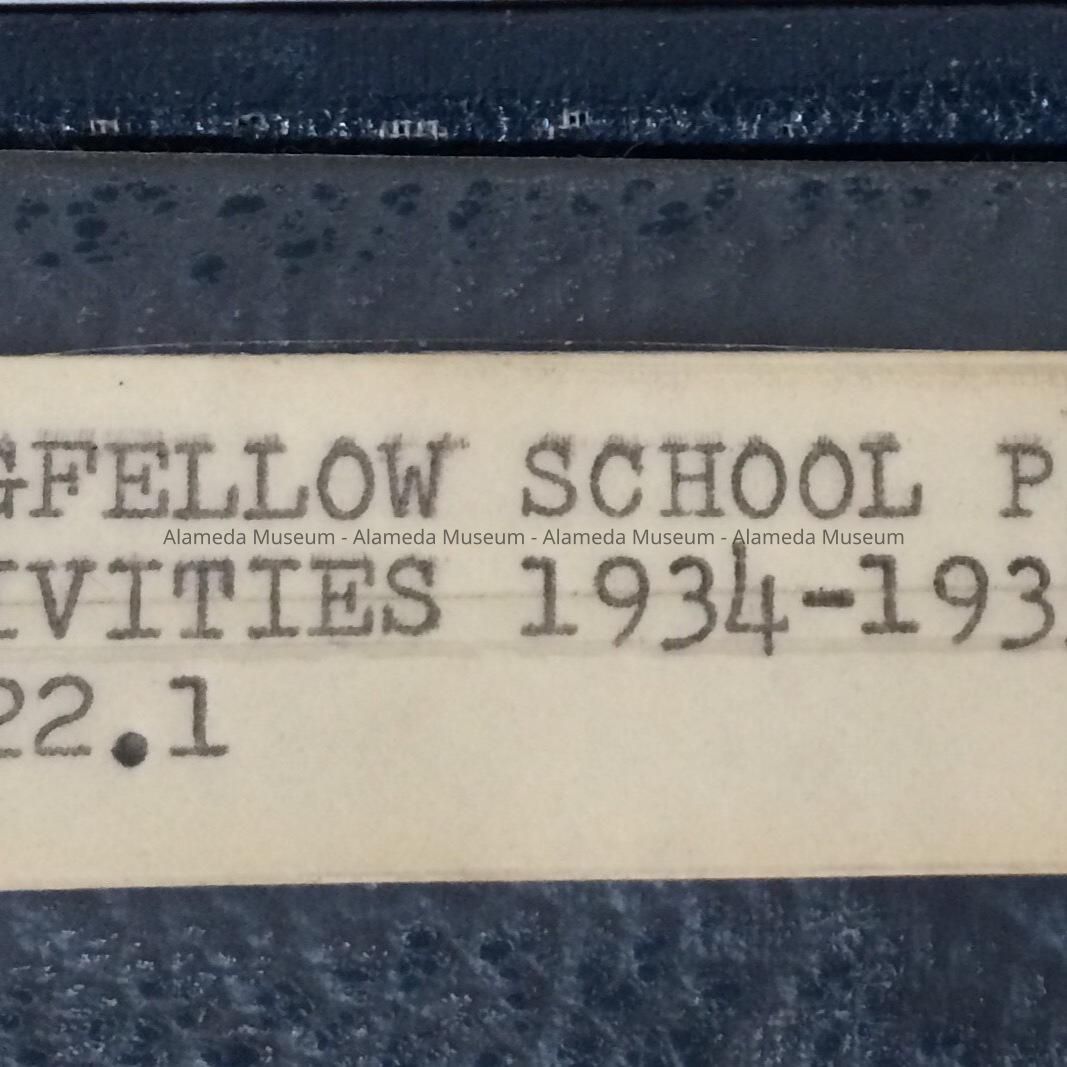 GFELLOW SCHOOL P
Alameda Museum - Alameda Museum - Alameda Museum - Alameda Museum
IVITIES 1934-193
22.1